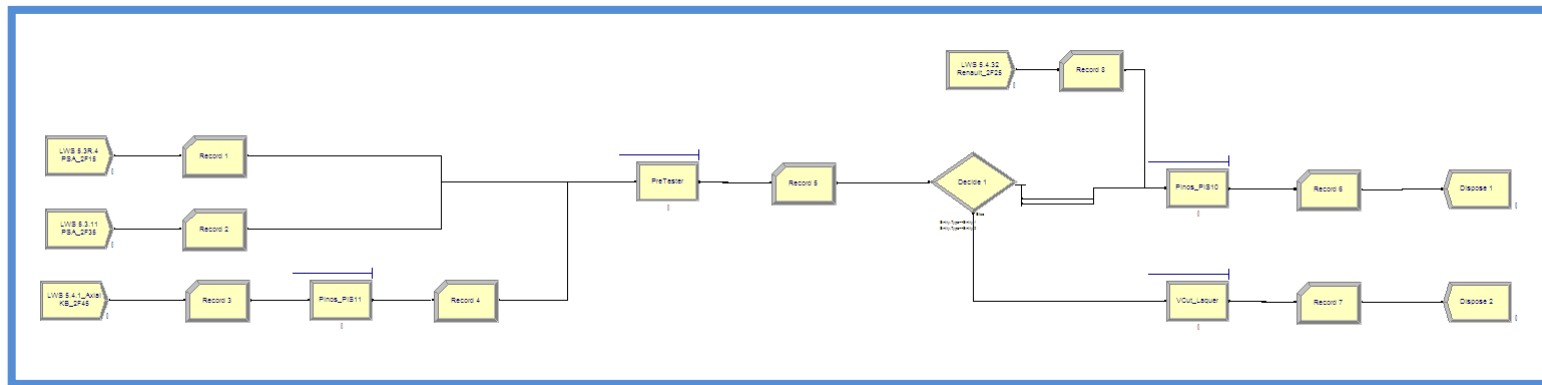 LWS 5.4.32
Renault_2F25
Record 8
LWS 5.3R.4
PSA_2F15
Record 1
PreTester
Record 5
Decide 1
Pinos_PIS10
Record 6
Dispose 1
LWS 5.3.11
PSA_2F35
Record 2
Else
LWS 5.4.1_Axial
KB_2F45
Record 3
Pinos_PIS11
Record 4
VCut_Laquer
Record 7
Dispose 2